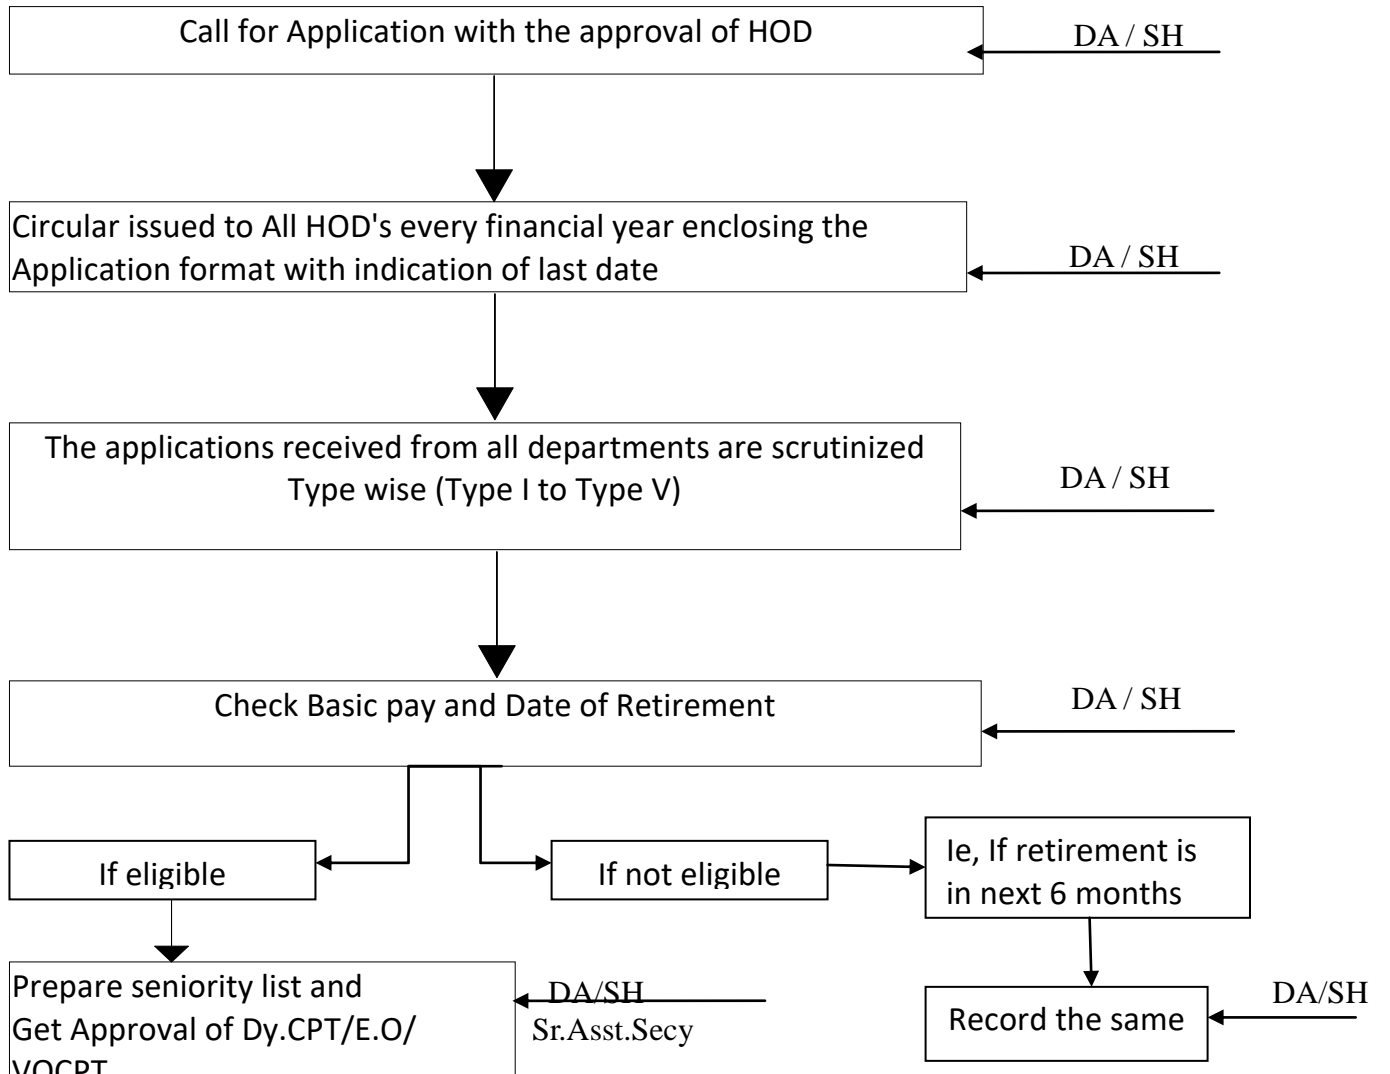 Call for Application with the approval of HOD
DA / SH
Circular issued to All HOD's every financial year enclosing the
Application format with indication of last date
DA / SH
The applications received from all departments are scrutinized
Type wise (Type I to Type V)
DA / SH
Check Basic pay and Date of Retirement
DA / SH
If eligible
If not eligible
Ie, If retirement is
in next 6 months
Prepare seniority list and
Get Approval of Dy.CPT/E.O/
VOCPT
DA/SH
Sr.Asst.Secy
Record the same
DA/SH